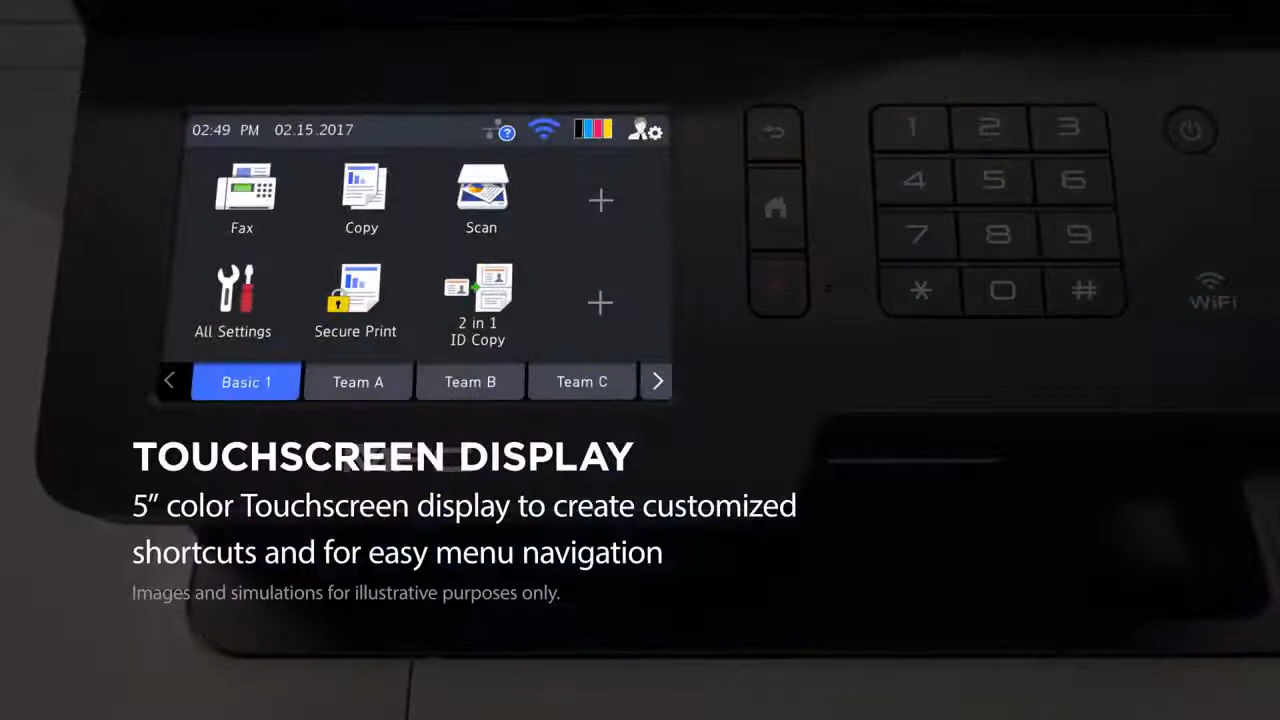 02:49 PM 02.15.2017
Fax
Copy
Scan
All Settings
Secure Print
2 in 1
ID Copy
Basic 1
Team A
Team B
Team C
1 2 3
4 5 6
7 8 9
* 0 #
WiFi
TOUCHSCREEN DISPLAY
5” color Touchscreen display to create customized
shortcuts and for easy menu navigation
Images and simulations for illustrative purposes only.